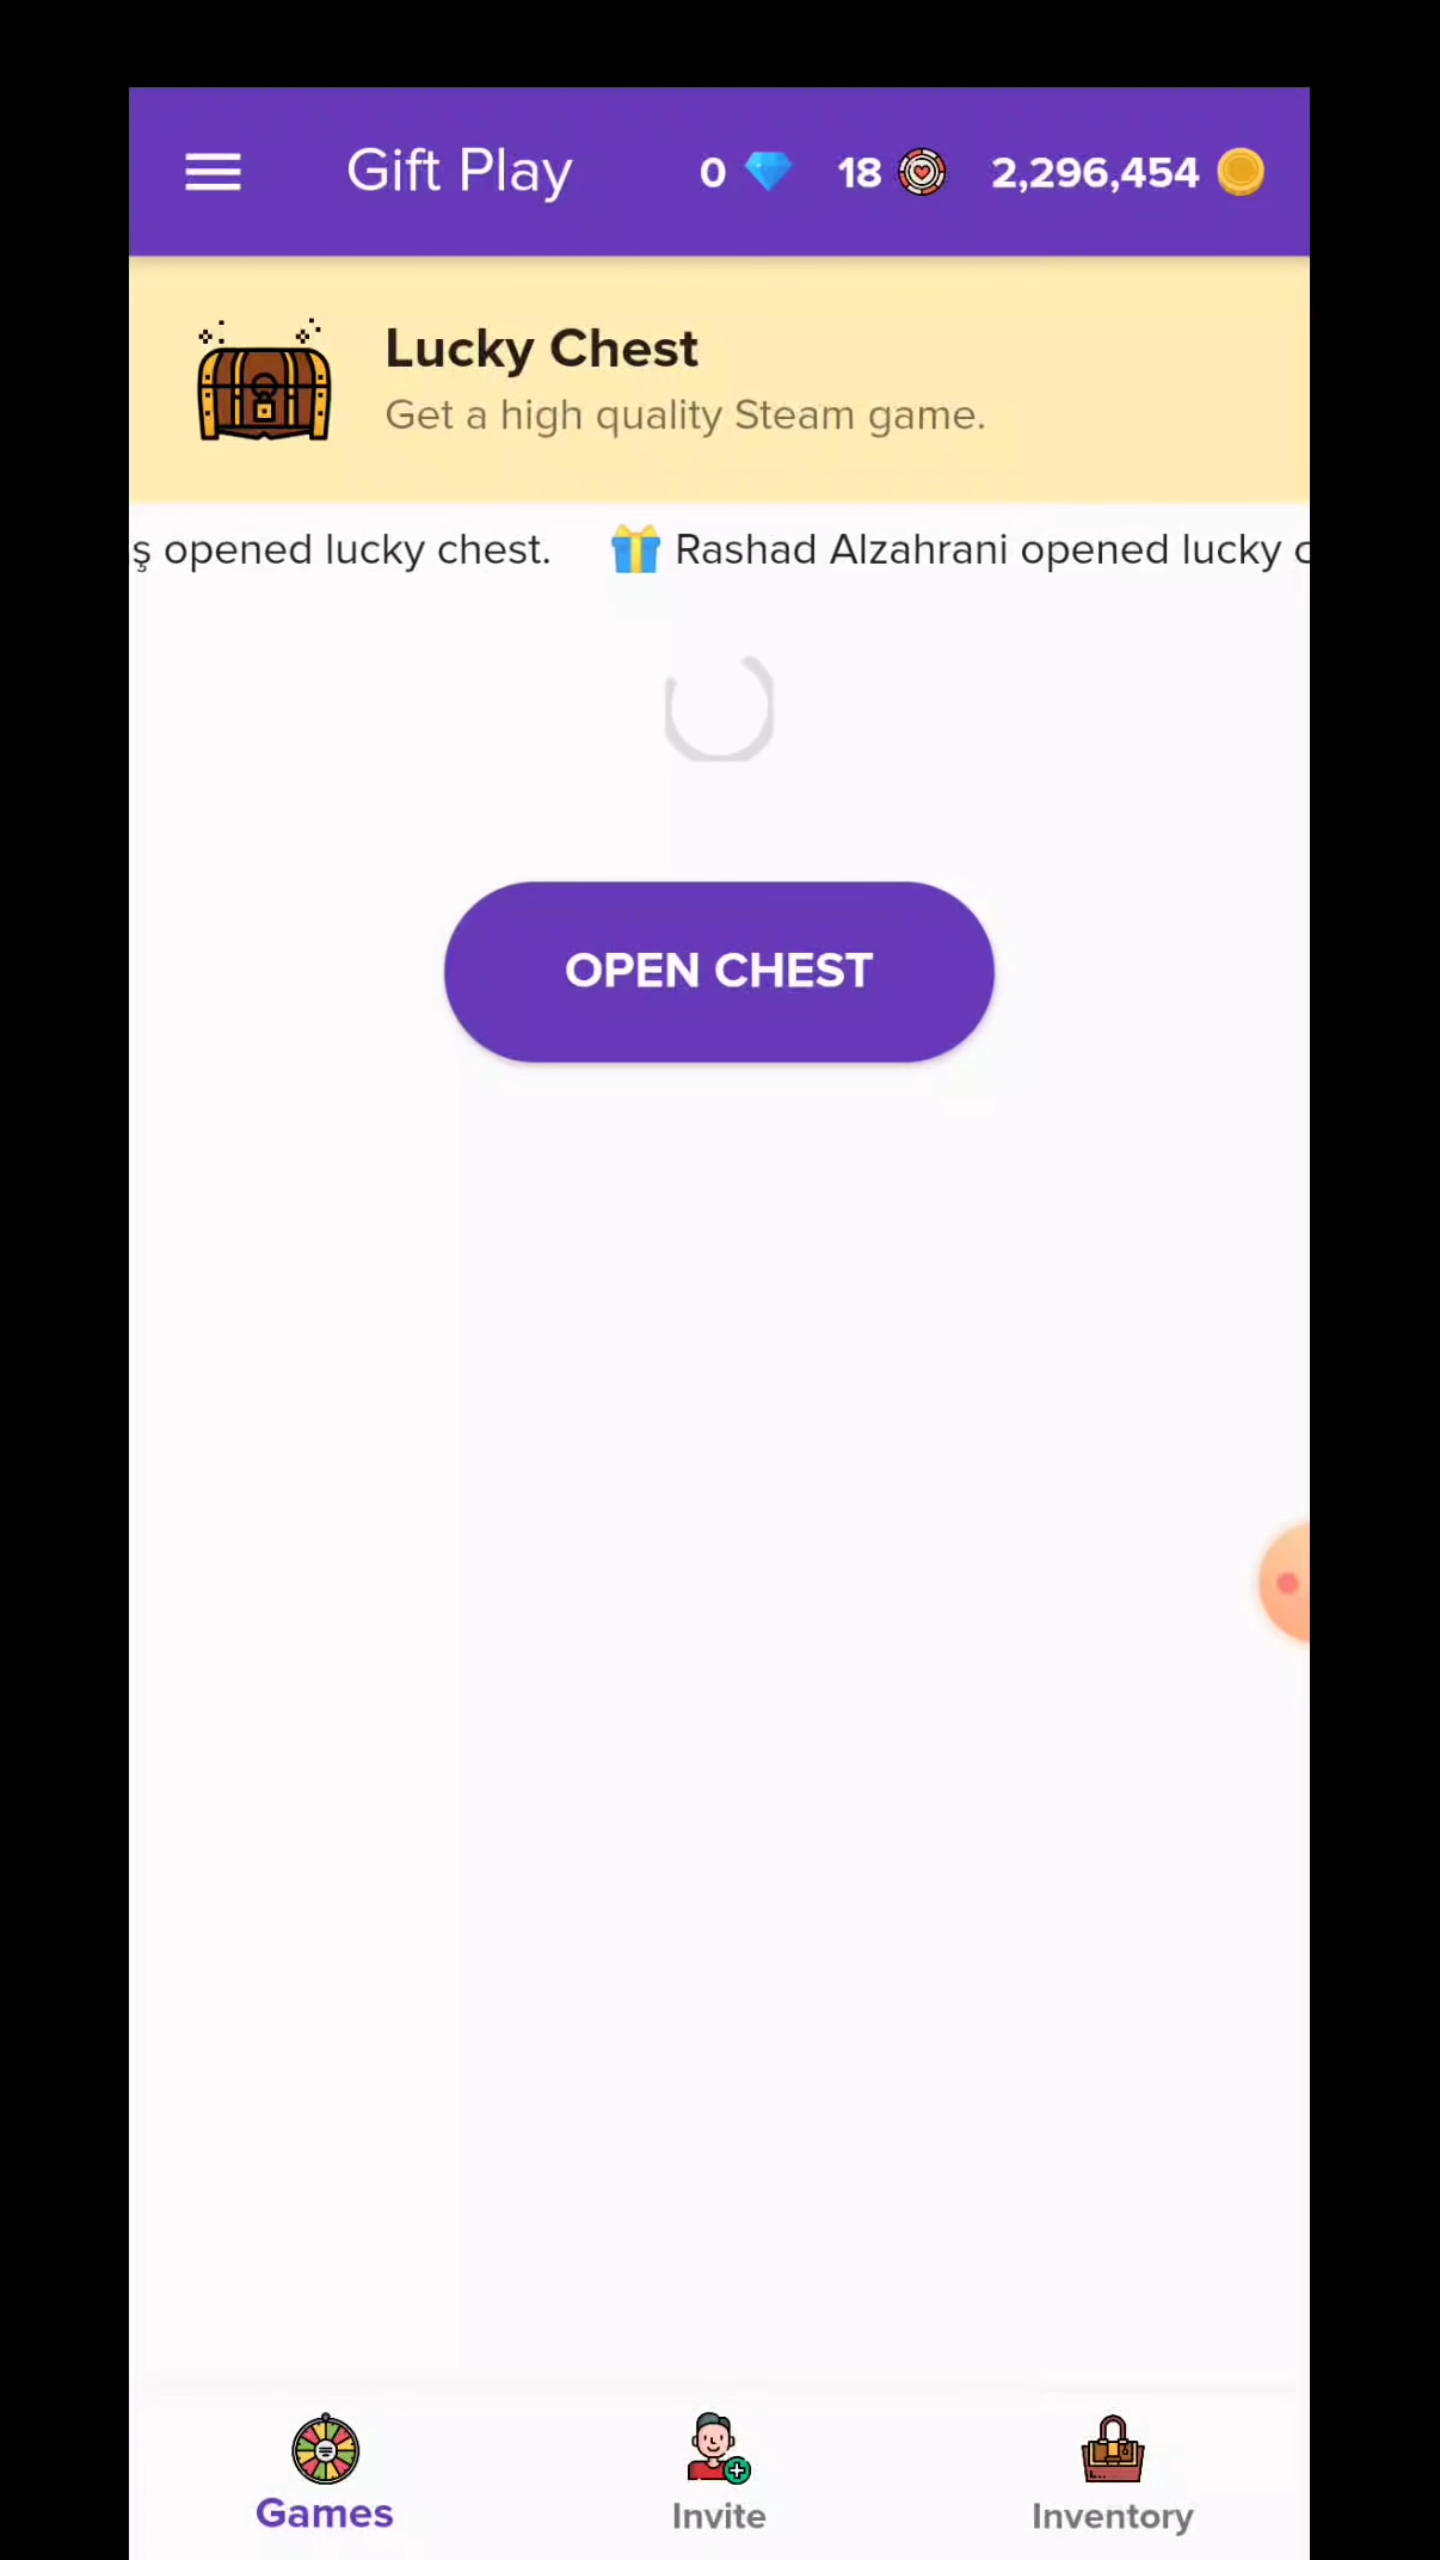 Gift Play 0 18 2,296,454
Lucky Chest
Get a high quality Steam game.
ş opened lucky chest. Rashad Alzahrani opened lucky
OPEN CHEST
Games Invite Inventory